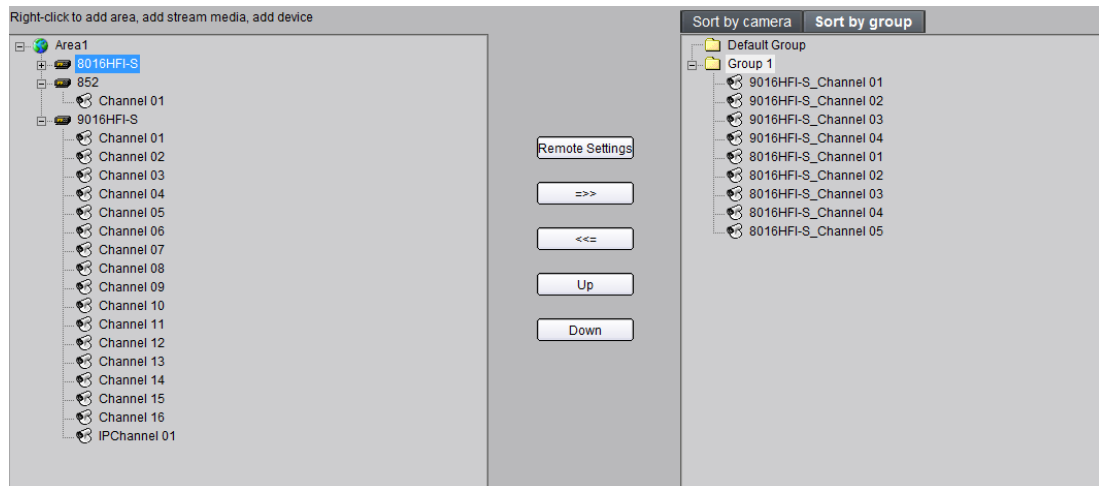 Right-click to add area, add stream media, add device
Area1
8016HFI-S
852
Channel 01
9016HFI-S
Channel 01
Channel 02
Channel 03
Channel 04
Channel 05
Channel 06
Channel 07
Channel 08
Channel 09
Channel 10
Channel 11
Channel 12
Channel 13
Channel 14
Channel 15
Channel 16
IPChannel 01
Remote Settings
=>>
<<=
Up
Down
Sort by camera Sort by group
Default Group
Group 1
9016HFI-S_Channel 01
9016HFI-S_Channel 02
9016HFI-S_Channel 03
9016HFI-S_Channel 04
8016HFI-S_Channel 01
8016HFI-S_Channel 02
8016HFI-S_Channel 03
8016HFI-S_Channel 04
8016HFI-S_Channel 05